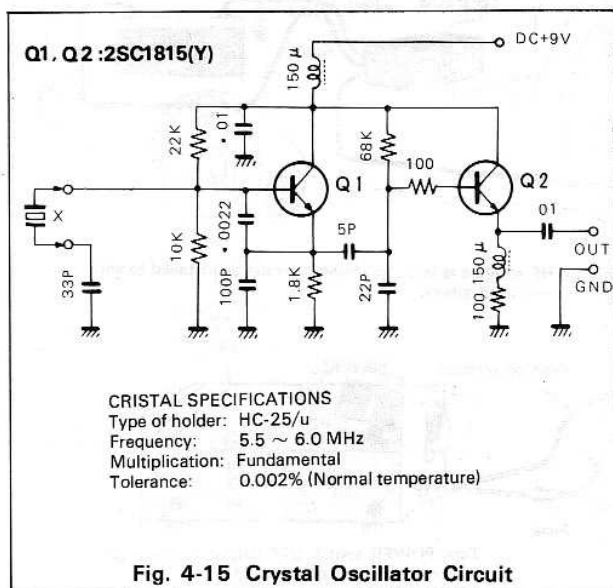 Q1, Q2 :2SC1815(Y)
DC+9V
150 μ
22K
• 01
68K
100
Q1
Q2
X
10K
• 0022
5P
01
OUT
GND
33P
100P
1.8K
22P
100
150 μ
CRISTAL SPECIFICATIONS
Type of holder: HC-25/u
Frequency: 5.5 ~ 6.0 MHz
Multiplication: Fundamental
Tolerance: 0.002% (Normal temperature)
Fig. 4-15 Crystal Oscillator Circuit